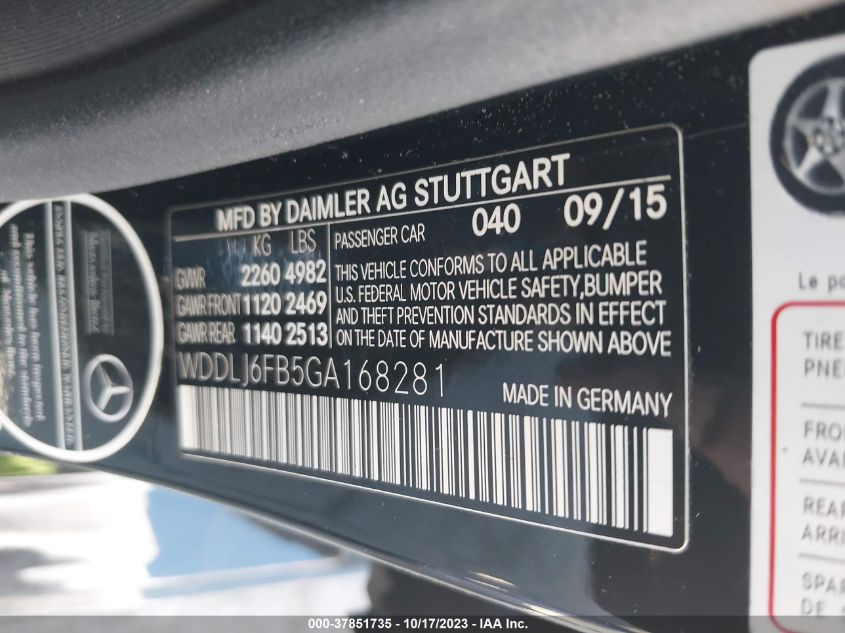 MFD BY DAIMLER AG STUTTGART
KG LBS
PASSENGER CAR 040 09/15
GVWR 2260 4982
GAWR FRONT 1120 2469
GAWR REAR 1140 2513
THIS VEHICLE CONFORMS TO ALL APPLICABLE
U.S. FEDERAL MOTOR VEHICLE SAFETY,BUMPER
AND THEFT PREVENTION STANDARDS IN EFFECT
ON THE DATE OF MANUFACTURE SHOWN ABOVE
WDDLJ6FB5GA168281
MADE IN GERMANY
Le po
TIRE
PNE
FRO
AVA
REAR
ARRI
SPAR
DE
000-37851735 - 10/17/2023 - IAA Inc.